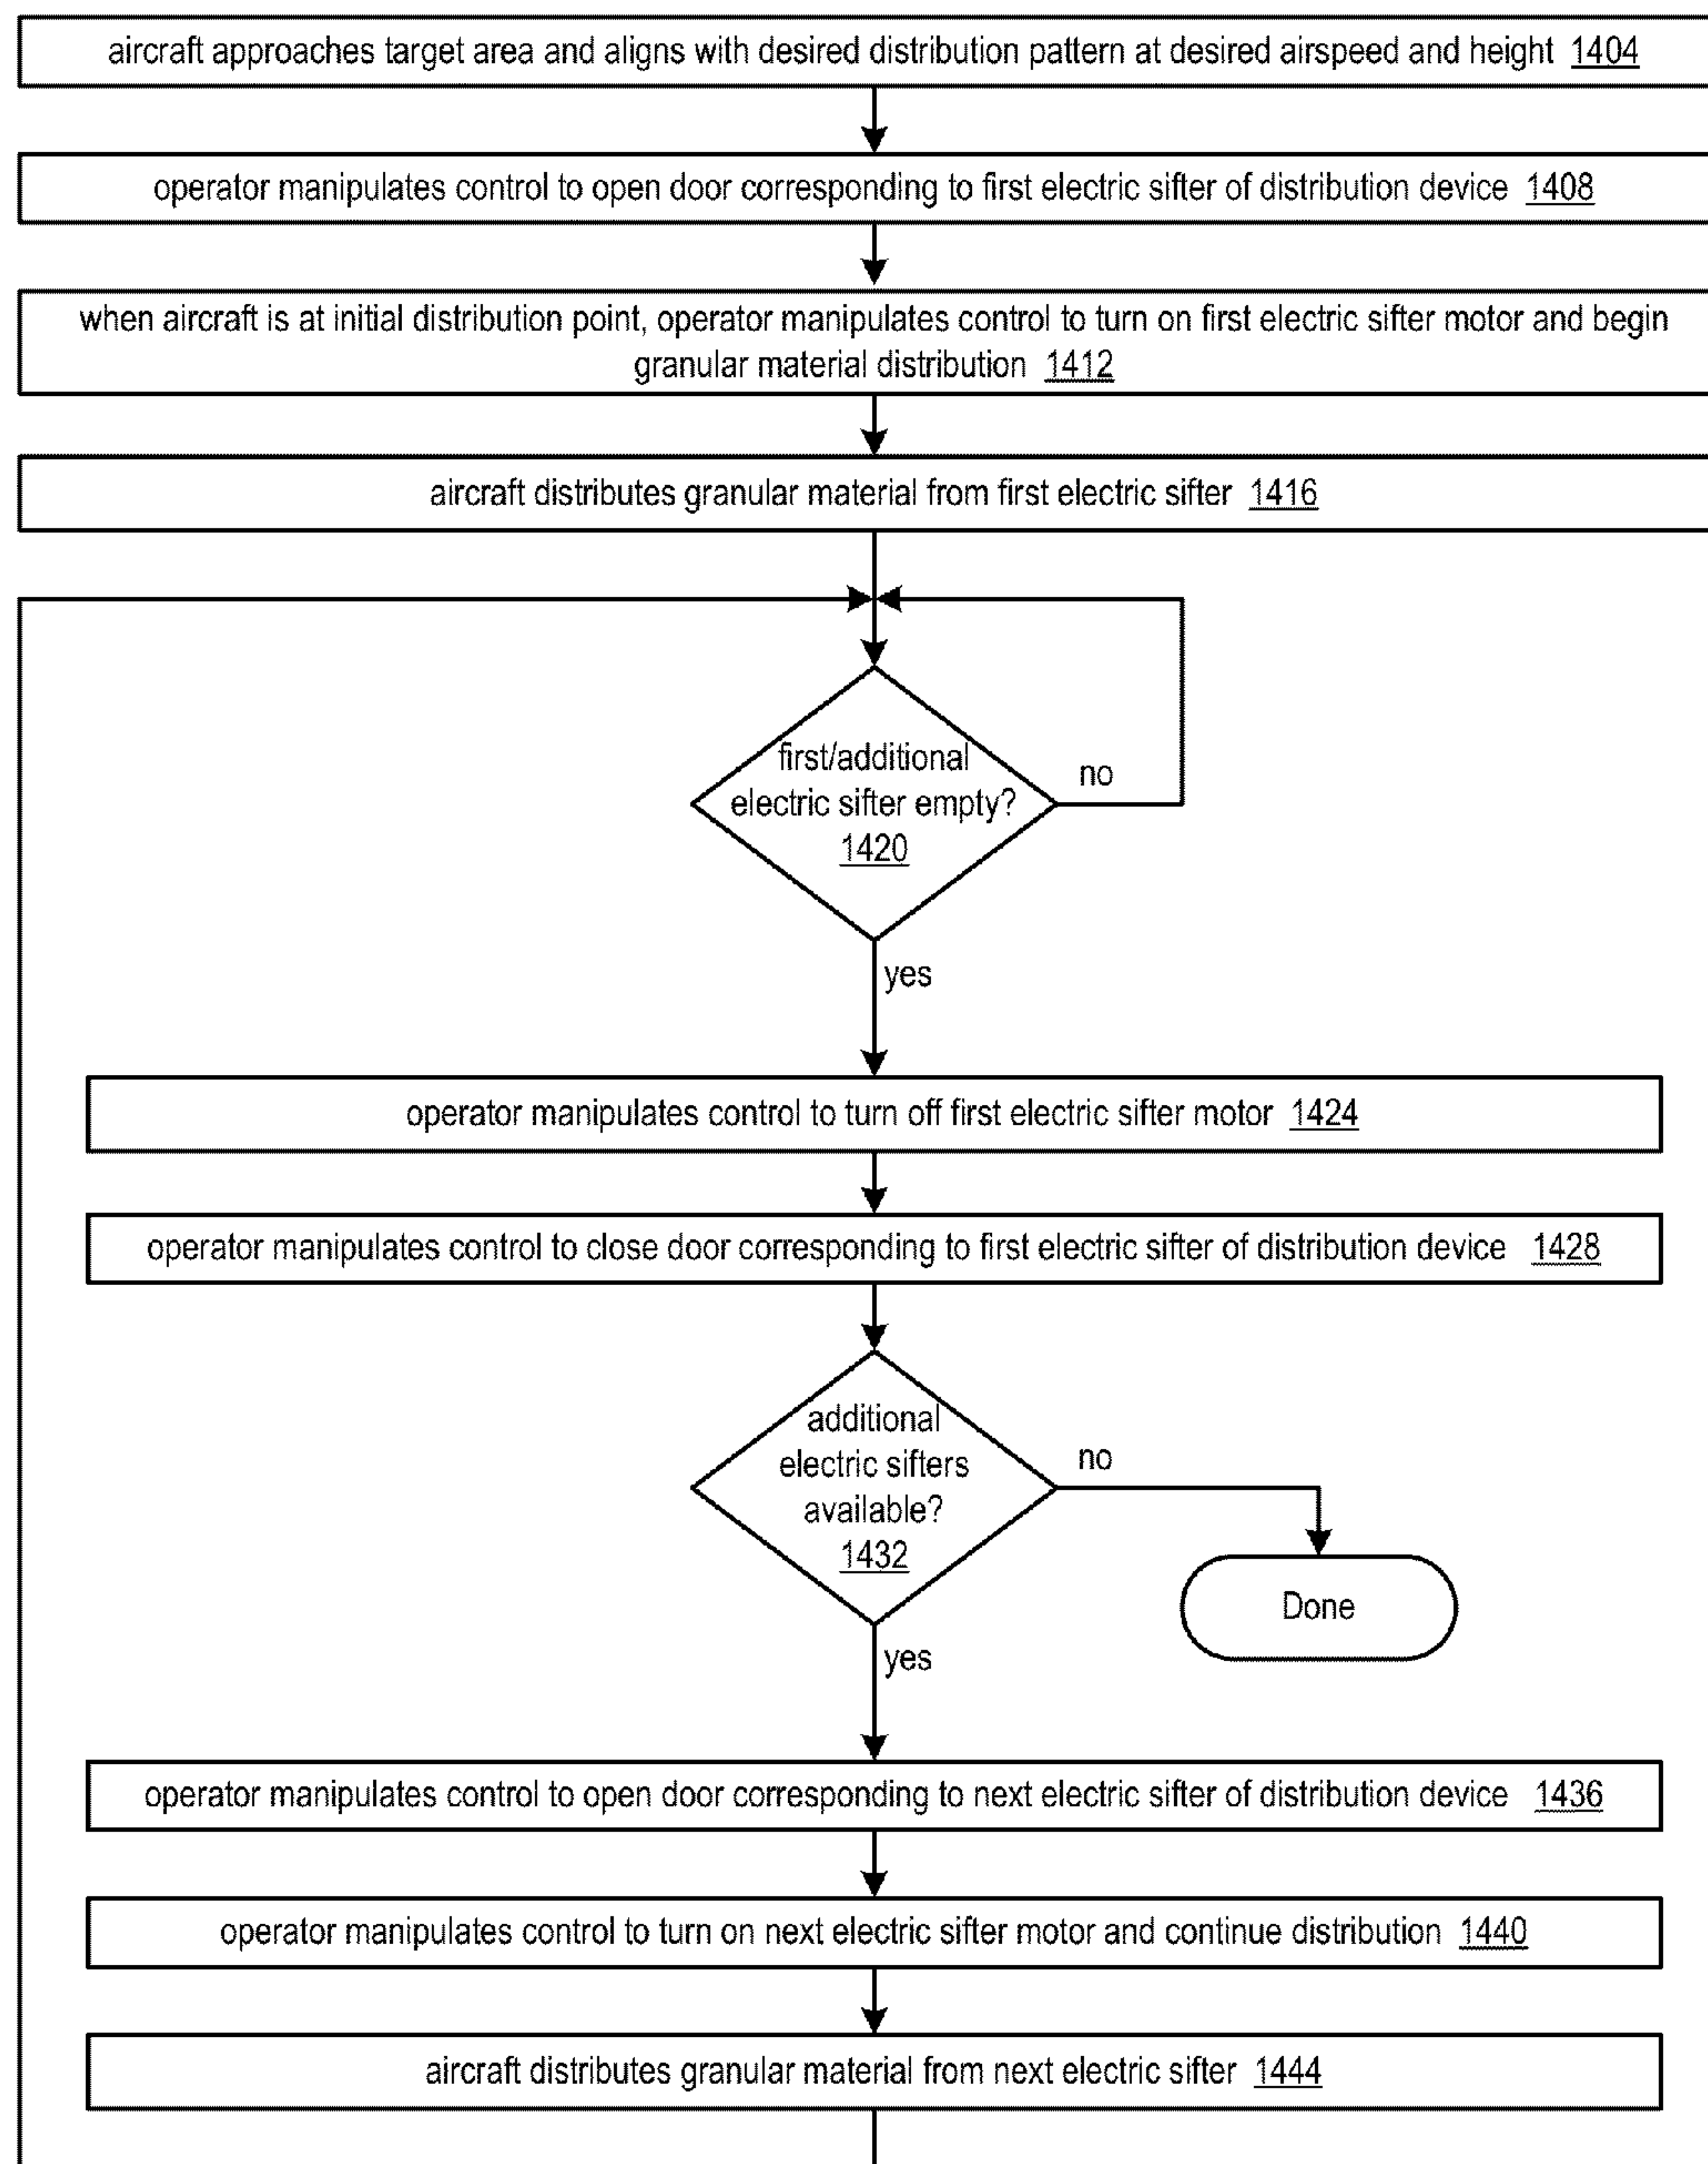 aircraft approaches target area and aligns with desired distribution pattern at desired airspeed and height 1404
operator manipulates control to open door corresponding to first electric sifter of distribution device 1408
when aircraft is at initial distribution point, operator manipulates control to turn on first electric sifter motor and begin
granular material distribution 1412
aircraft distributes granular material from first electric sifter 1416
first/additional
electric sifter empty?
1420
no
yes
operator manipulates control to turn off first electric sifter motor 1424
operator manipulates control to close door corresponding to first electric sifter of distribution device 1428
additional
electric sifters
available?
1432
no
Done
yes
operator manipulates control to open door corresponding to next electric sifter of distribution device 1436
operator manipulates control to turn on next electric sifter motor and continue distribution 1440
aircraft distributes granular material from next electric sifter 1444